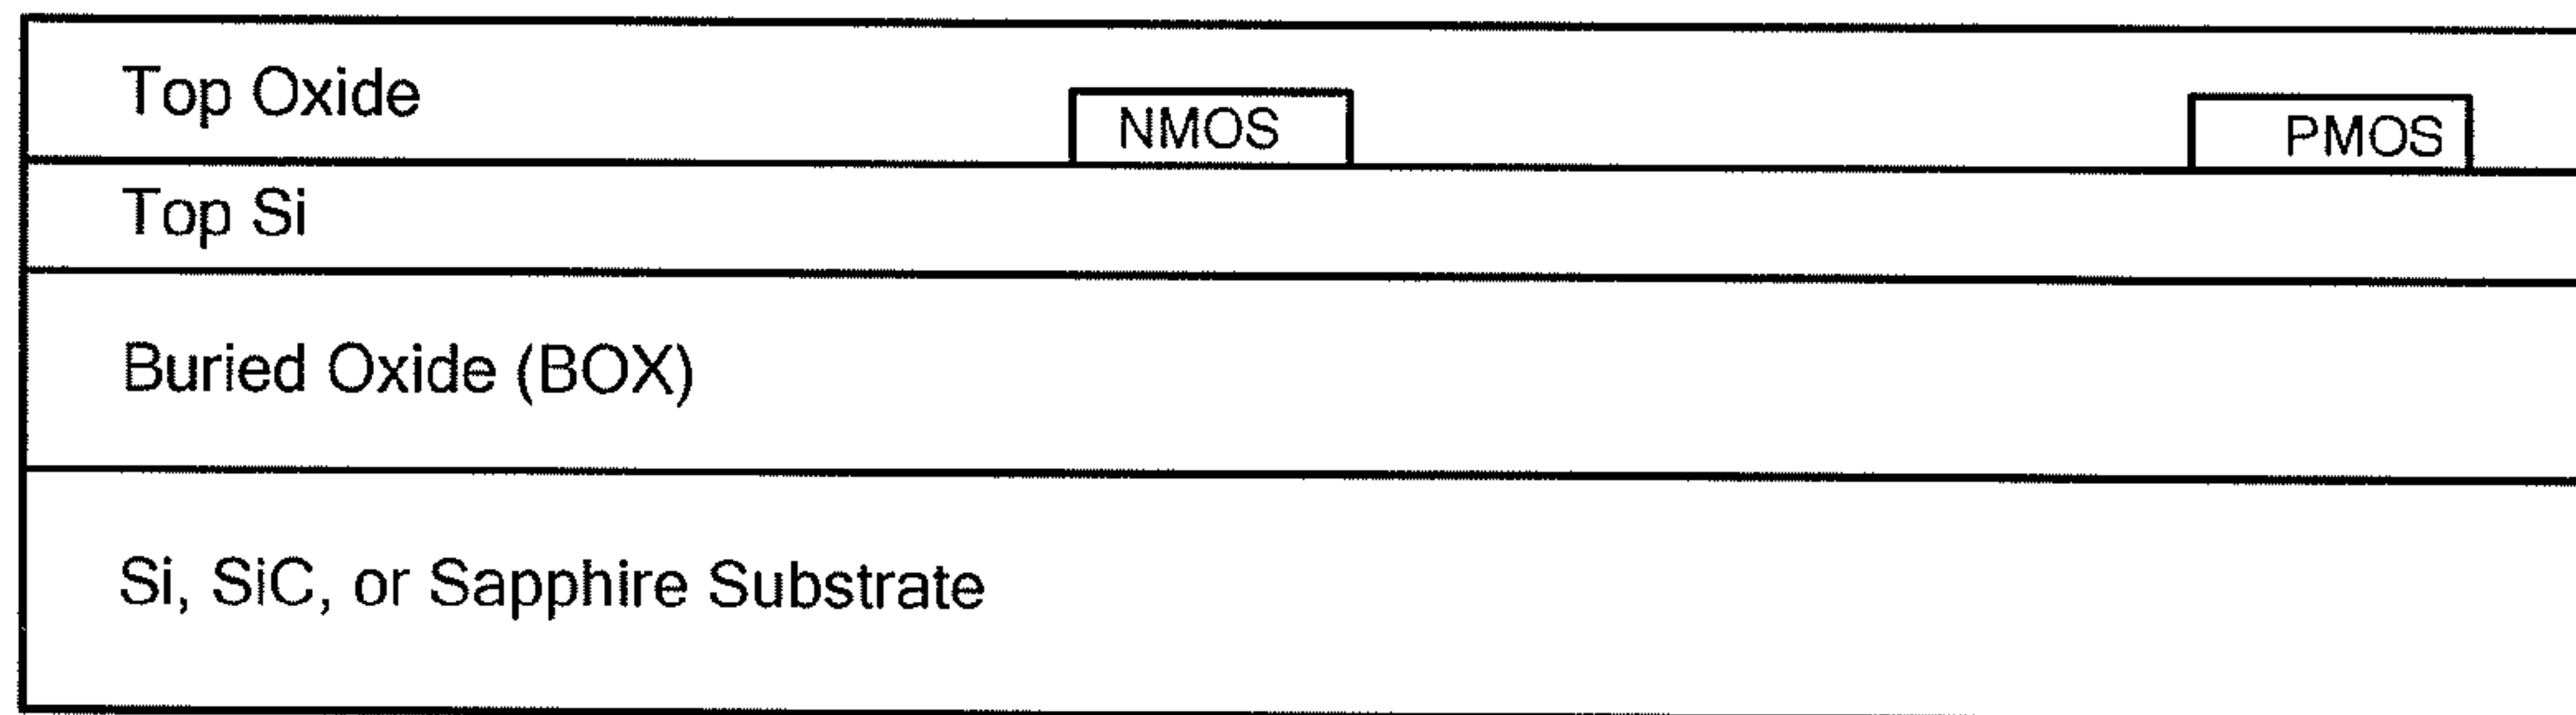 Top Oxide
NMOS
PMOS
Top Si
Buried Oxide (BOX)
Si, SiC, or Sapphire Substrate